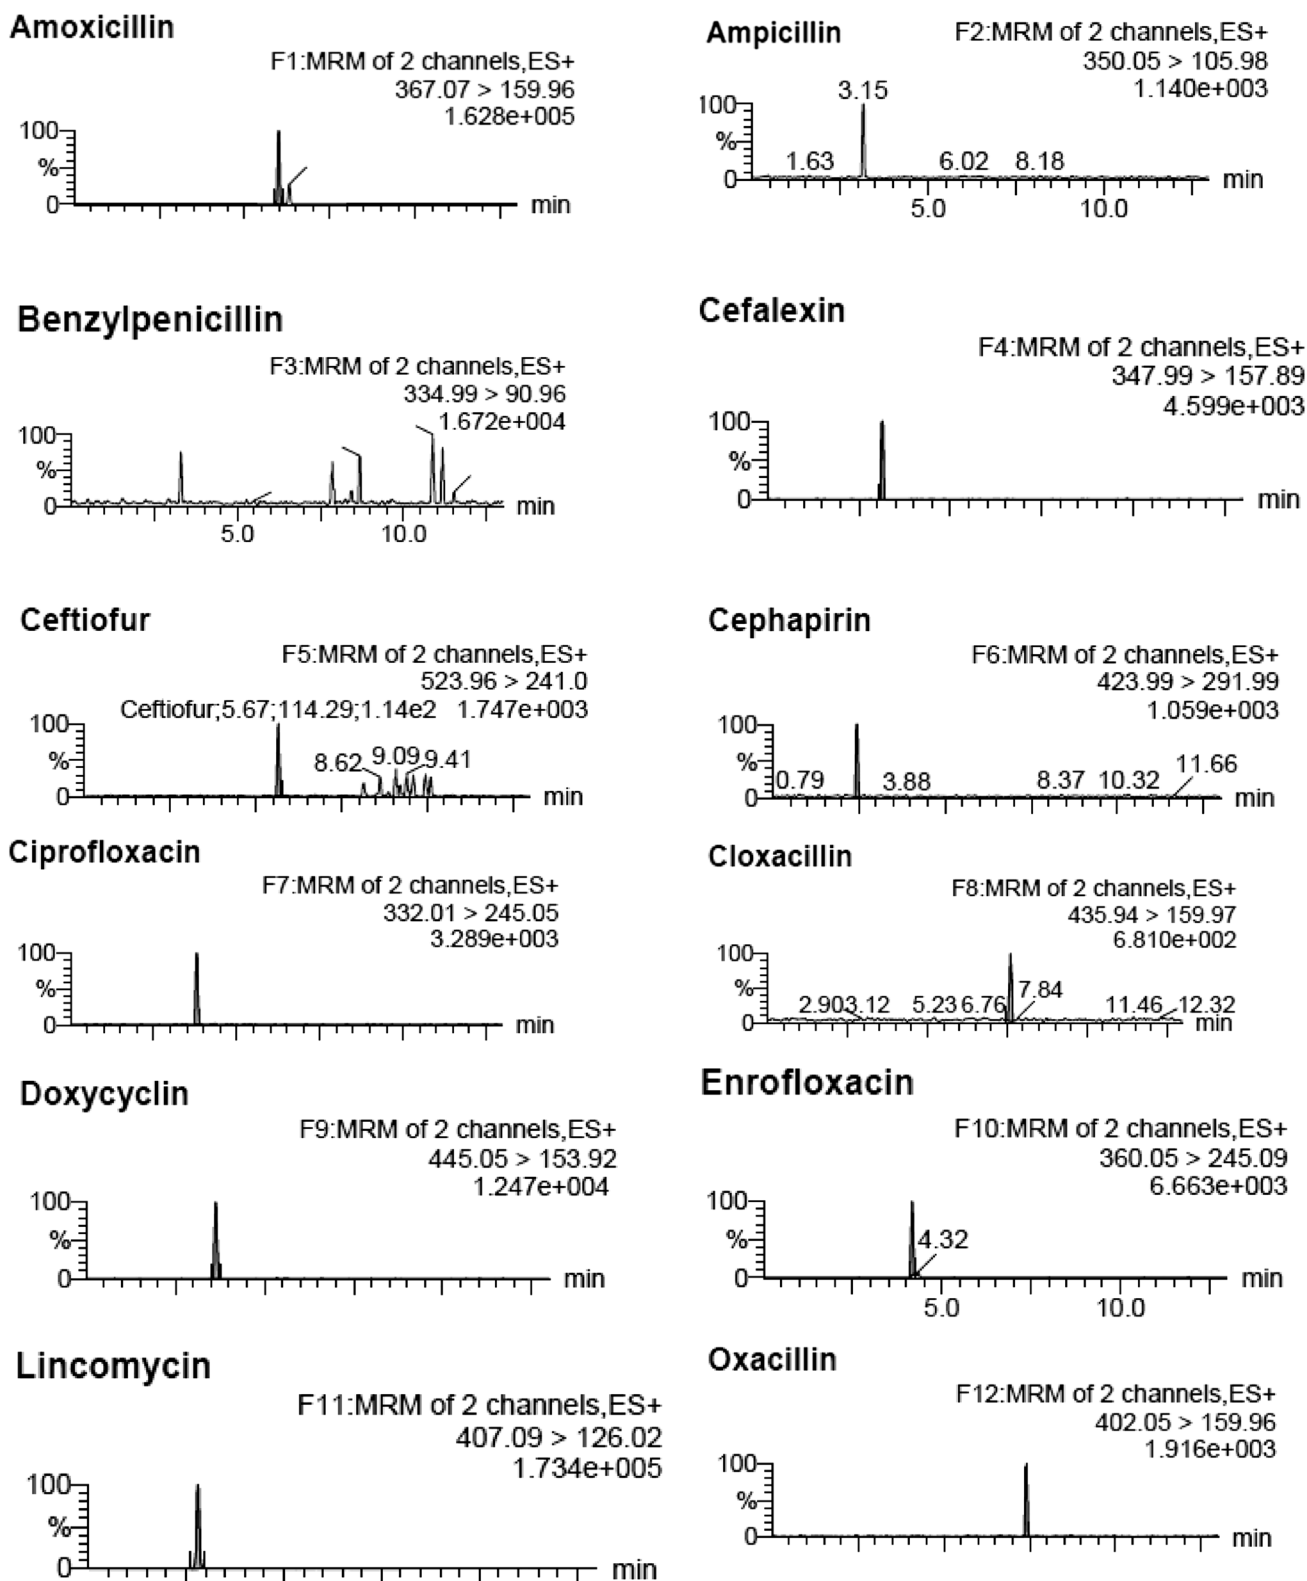 Amoxicillin
F1:MRM of 2 channels,ES+
367.07 > 159.96
1.628e+005
100
%
0
min
Ampicillin
F2:MRM of 2 channels,ES+
350.05 > 105.98
1.140e+003
3.15
100
%
1.63 6.02 8.18
0
min
5.0 10.0
Benzylpenicillin
F3:MRM of 2 channels,ES+
334.99 > 90.96
1.672e+004
100
%
0
min
5.0 10.0
Cefalexin
F4:MRM of 2 channels,ES+
347.99 > 157.89
4.599e+003
100
%
0
min
Ceftiofur
F5:MRM of 2 channels,ES+
523.96 > 241.0
Ceftiofur;5.67;114.29;1.14e2 1.747e+003
100
%
8.62 9.09 9.41
0
min
Cephapirin
F6:MRM of 2 channels,ES+
423.99 > 291.99
1.059e+003
100
%
0.79 3.88 8.37 10.32 11.66
0
min
Ciprofloxacin
F7:MRM of 2 channels,ES+
332.01 > 245.05
3.289e+003
100
%
0
min
Cloxacillin
F8:MRM of 2 channels,ES+
435.94 > 159.97
6.810e+002
100
%
2.90 3.12 5.23 6.76 7.84 11.46 12.32
0
min
Doxycyclin
F9:MRM of 2 channels,ES+
445.05 > 153.92
1.247e+004
100
%
0
min
Enrofloxacin
F10:MRM of 2 channels,ES+
360.05 > 245.09
6.663e+003
100
%
4.32
0
min
5.0 10.0
Lincomycin
F11:MRM of 2 channels,ES+
407.09 > 126.02
1.734e+005
100
%
0
min
Oxacillin
F12:MRM of 2 channels,ES+
402.05 > 159.96
1.916e+003
100
%
0
min